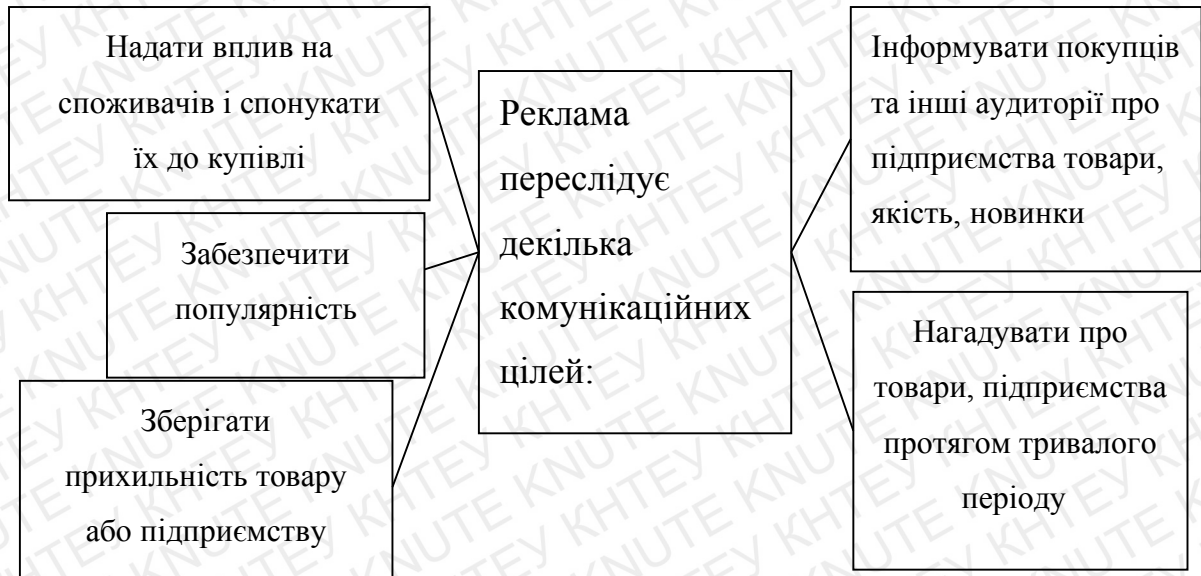 Надати вплив на
споживачів і спонукати
їх до купівлі
Забезпечити
популярність
Зберігати
прихильність товару
або підприємству
Реклама
переслідує
декілька
комунікаційних
цілей:
Інформувати покупців
та інші аудиторії про
підприємства товари,
якість, новинки
Нагадувати про
товари, підприємства
протягом тривалого
періоду